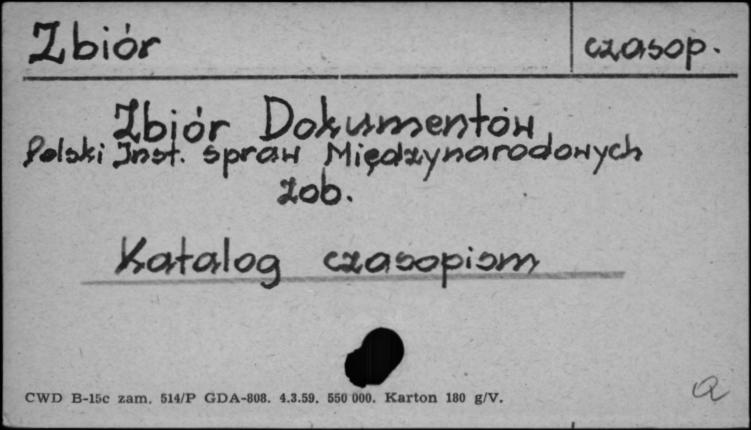 Zbiór czasop.
Zbiór Dokumentów
Polski Inst. spraw Międzynarodowych
zob.
Katalog czasopism
CWD B-15c zam. 514/P GDA-808. 4.3.59. 550 000. Karton 180 g/V.
a